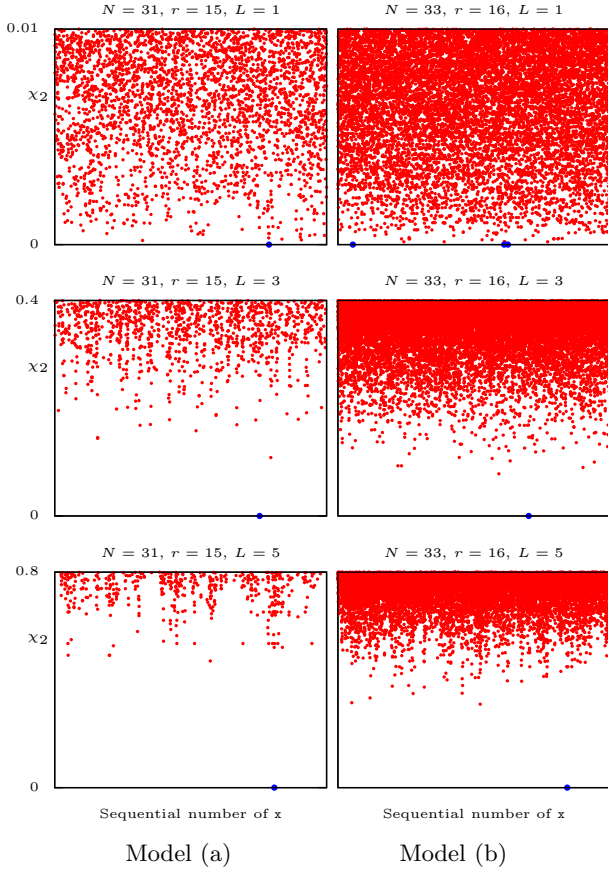 N = 31, r = 15, L = 1
N = 33, r = 16, L = 1
0.01
χ2
0
N = 31, r = 15, L = 3
N = 33, r = 16, L = 3
0.4
χ2
0
N = 31, r = 15, L = 5
N = 33, r = 16, L = 5
0.8
χ2
0
Sequential number of x
Sequential number of x
Model (a)
Model (b)